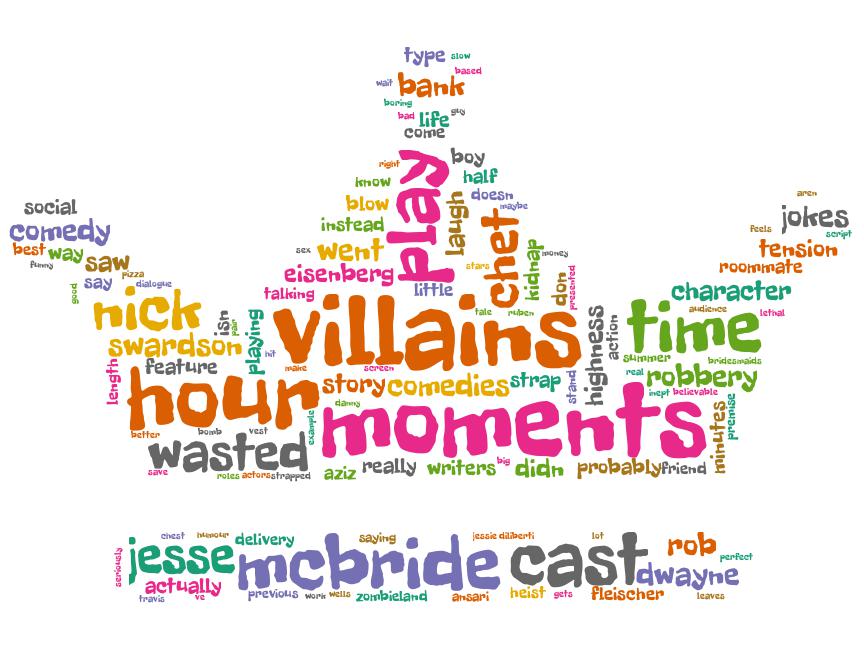 type slow
based
wait bank
boring
bad life guy
come
right play boy
know half
blow laugh doesn
maybe
instead chet
sex went kidnap money
eisenberg stars don presented
talking little
social
comedy
best way
funny saw
pizza
say dialogue
good
aren
jokes
script
feels tension
roommate
character
audience lethal
nick isn pair playing villains tale ruben highness action time
swardson hit summer bridesmaids
length feature make screen real robbery
hour story comedies strap stand inept believable
danny moments minutes premise
better bomb vest example
wasted
save roles actors strapped aziz really writers big didn probably friend
chest humour delivery saying jessie diliberti lot
seriously jesse mcbride cast rob perfect
actually dwayne
travis ve previous work wells zombieland ansari heist gets fleischer leaves